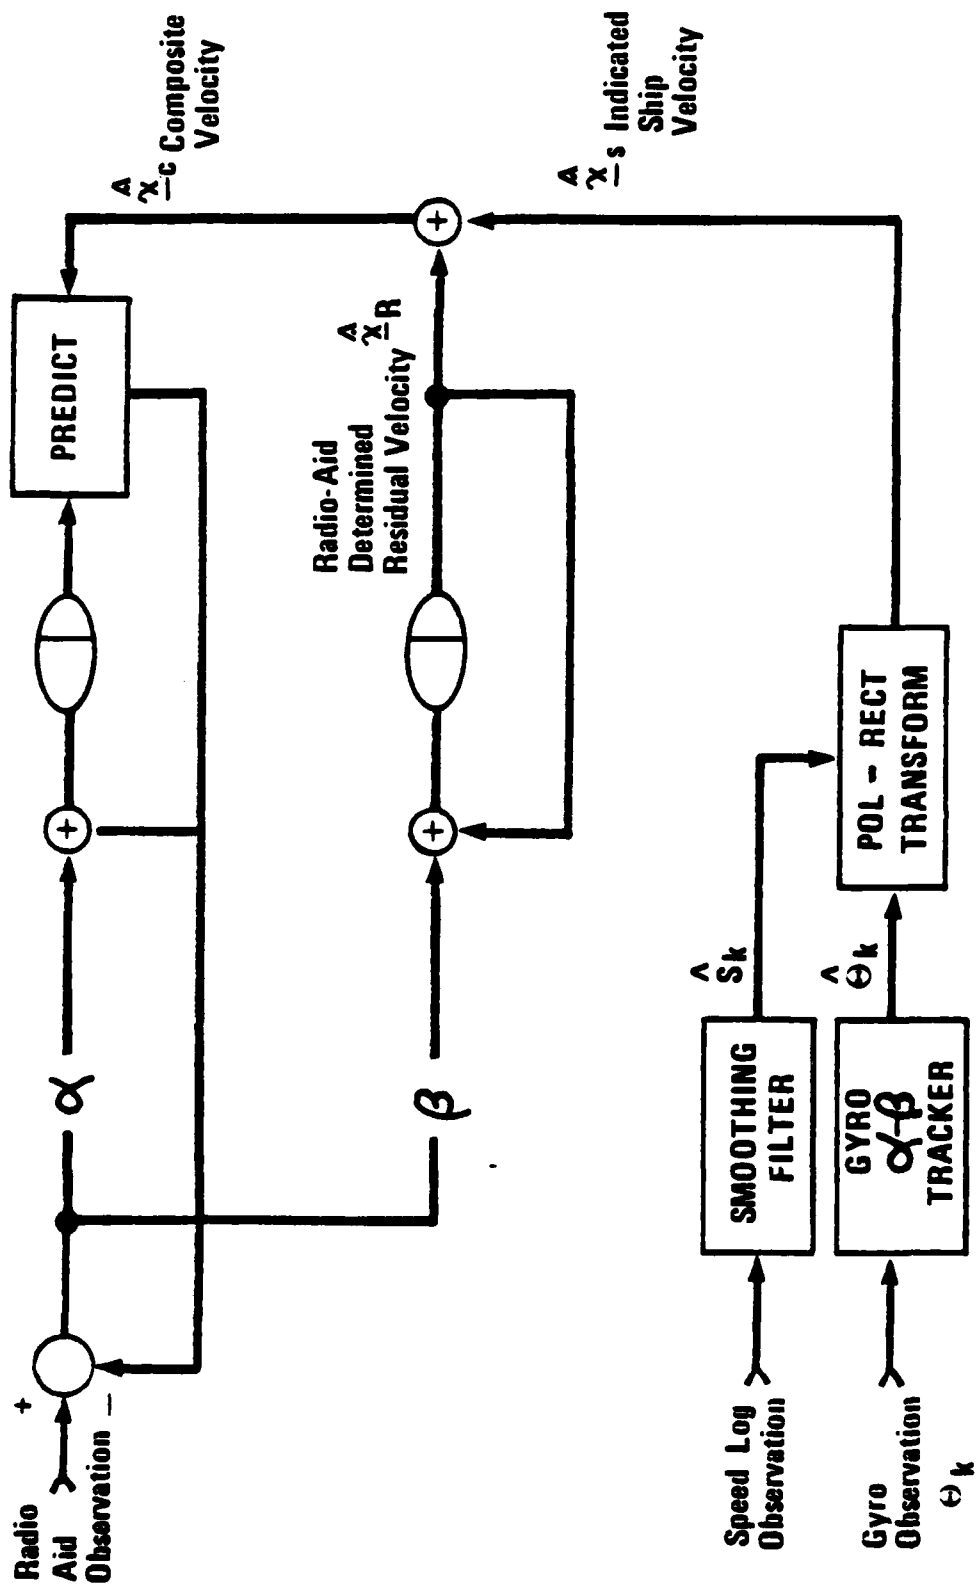 Radio
Aid
Observation
+
−
α
+
PREDICT
x̂c Composite
Velocity
β
+
Radio-Aid
Determined
Residual Velocity
x̂R
+
x̂s Indicated
Ship
Velocity
Speed Log
Observation
SMOOTHING
FILTER
Ŝk
Gyro
Observation
Θk
GYRO
α-β
TRACKER
Θ̂k
POL - RECT
TRANSFORM